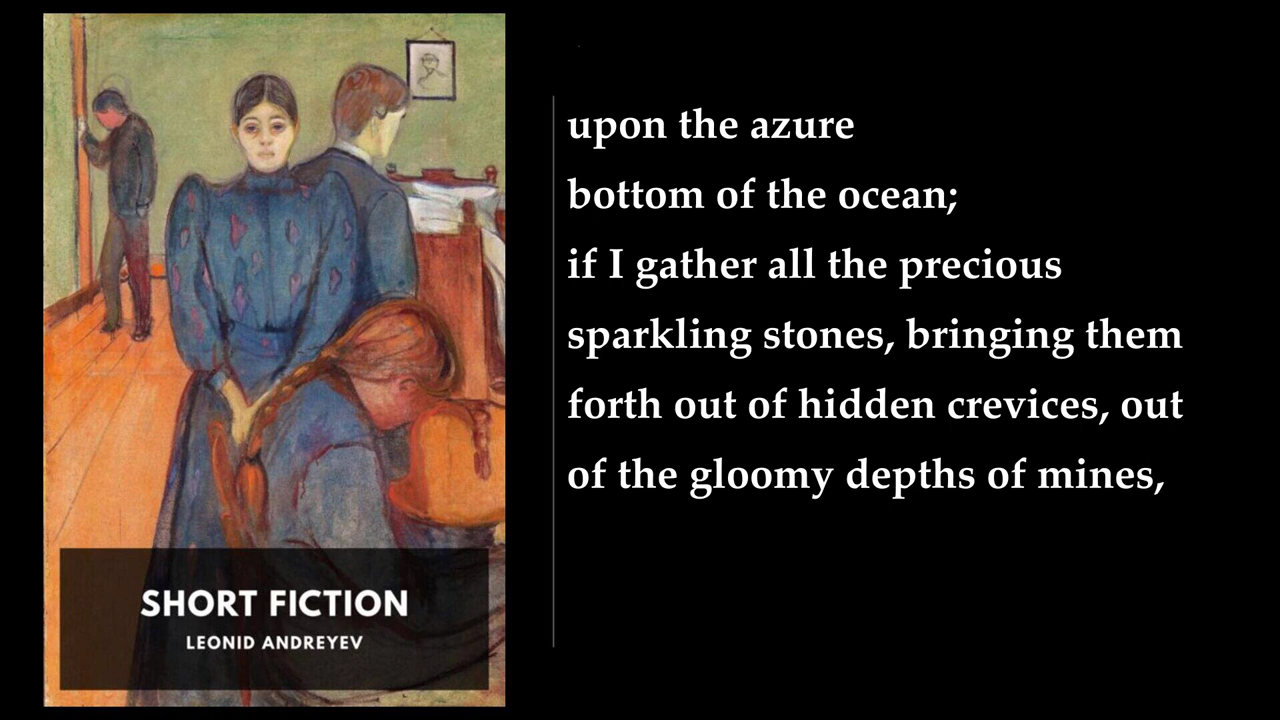 SHORT FICTION
LEONID ANDREYEV
upon the azure
bottom of the ocean;
if I gather all the precious
sparkling stones, bringing them
forth out of hidden crevices, out
of the gloomy depths of mines,